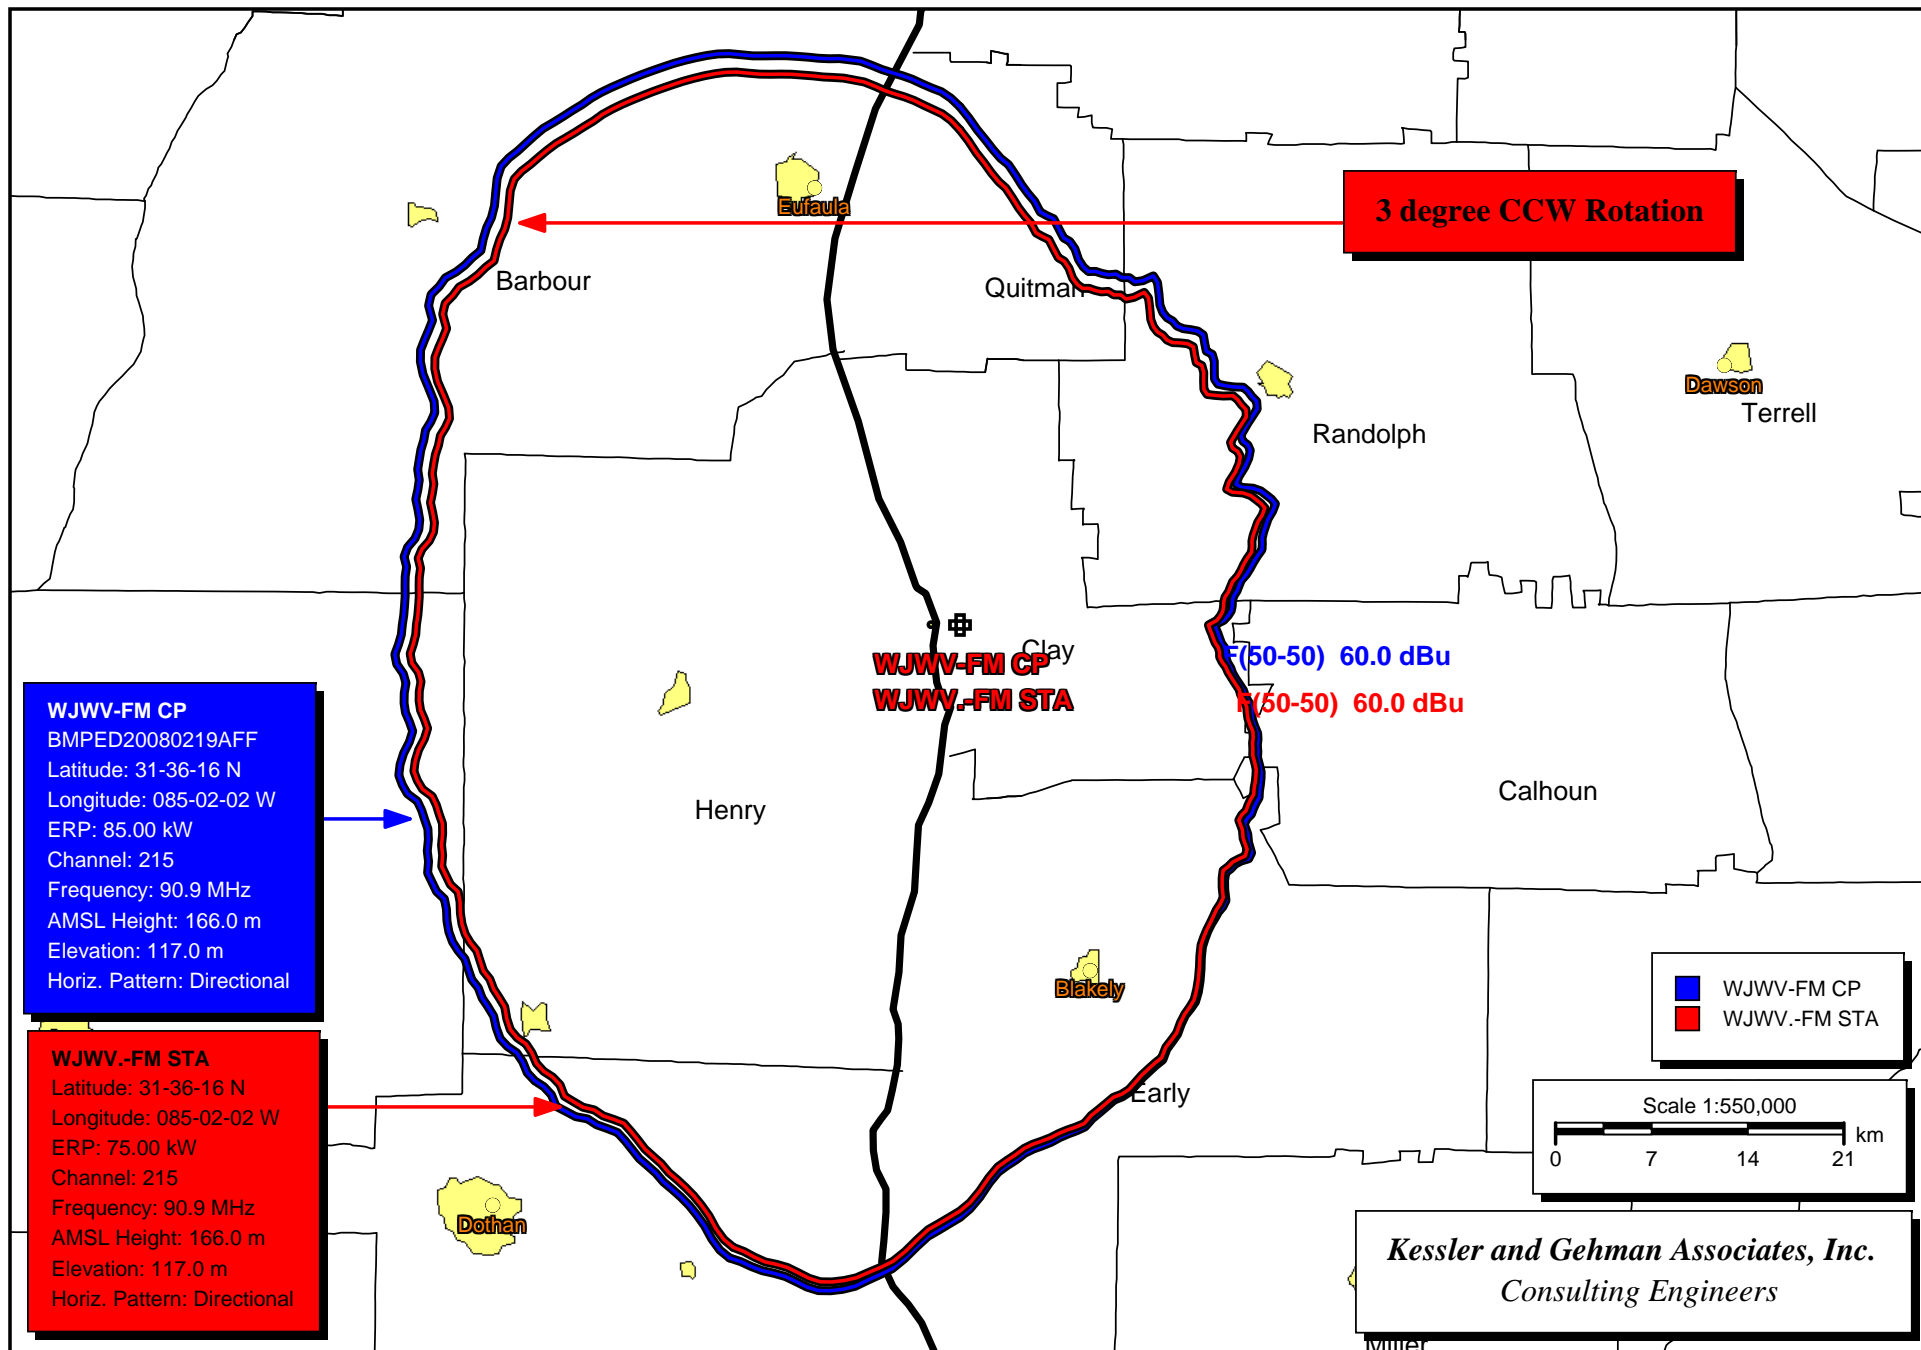 Eufaula
3 degree CCW Rotation
Barbour
Quitman
Dawson
Terrell
Randolph
Clay
WJWV-FM CP
WJWV.-FM STA
F(50-50) 60.0 dBu
F(50-50) 60.0 dBu
WJWV-FM CP
BMPED20080219AFF
Latitude: 31-36-16 N
Longitude: 085-02-02 W
ERP: 85.00 kW
Channel: 215
Frequency: 90.9 MHz
AMSL Height: 166.0 m
Elevation: 117.0 m
Horiz. Pattern: Directional
Henry
Calhoun
Blakely
WJWV-FM CP
WJWV.-FM STA
WJWV.-FM STA
Latitude: 31-36-16 N
Longitude: 085-02-02 W
ERP: 75.00 kW
Channel: 215
Frequency: 90.9 MHz
AMSL Height: 166.0 m
Elevation: 117.0 m
Horiz. Pattern: Directional
Early
Scale 1:550,000
km
0 7 14 21
Dothan
Kessler and Gehman Associates, Inc.
Consulting Engineers
Miller